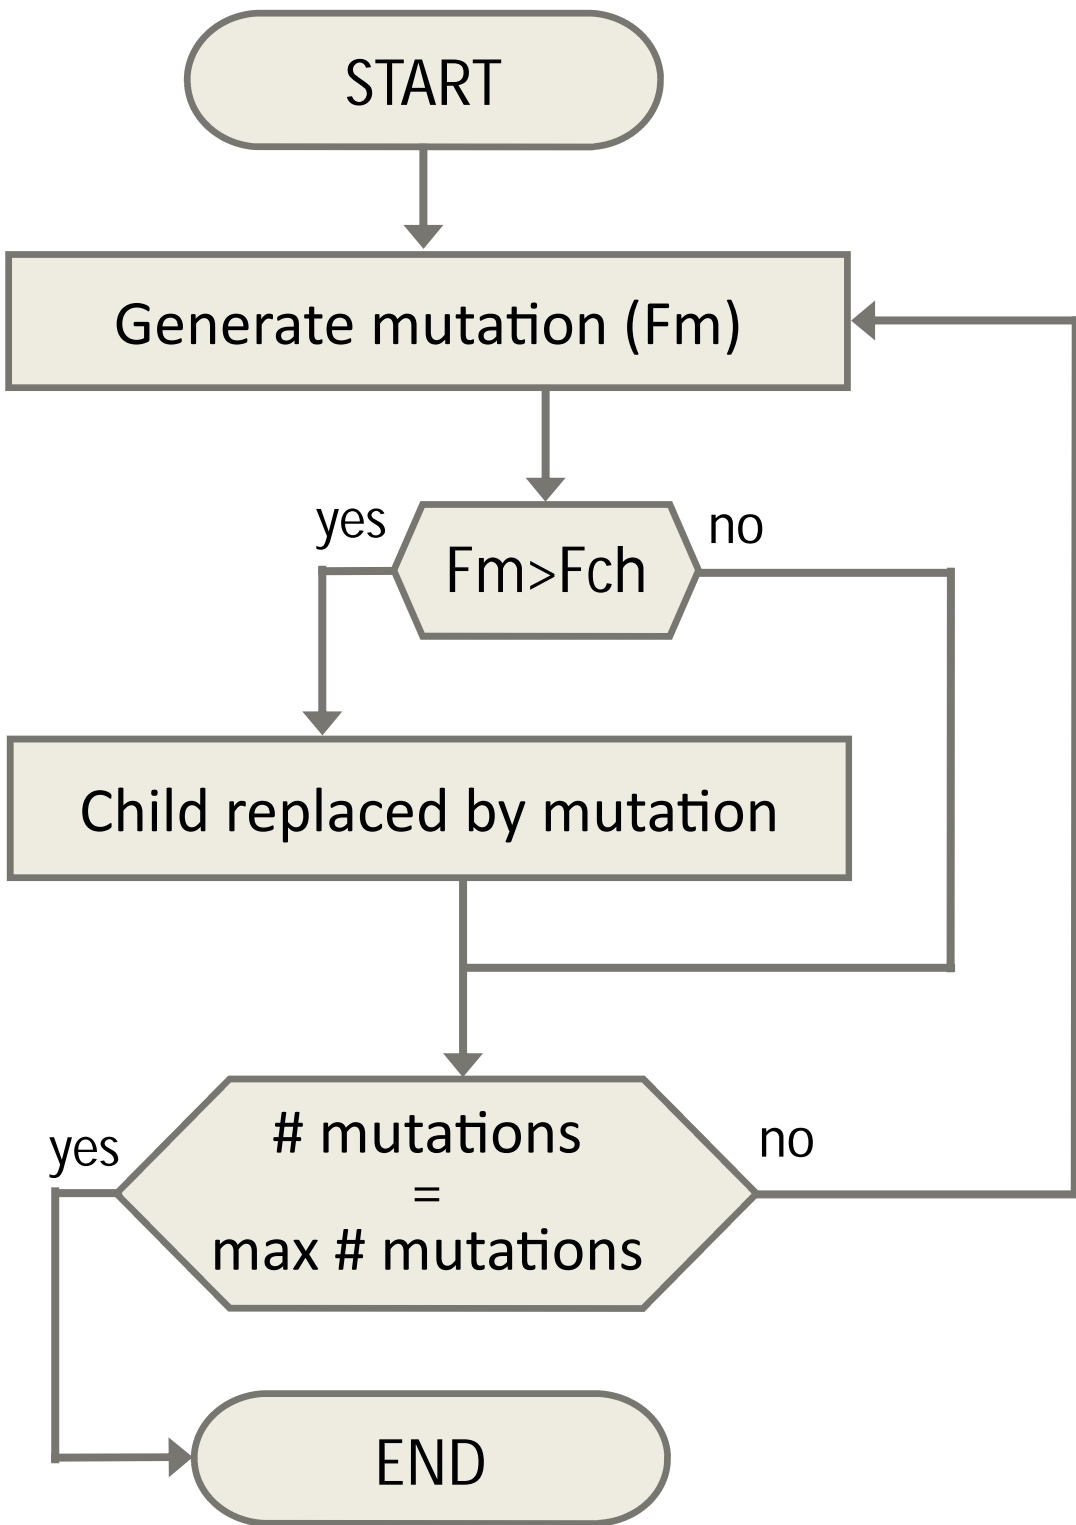 START
Generate mutation (Fm)
yes
no
Fm>Fch
Child replaced by mutation
yes
no
# mutations
=
max # mutations
END